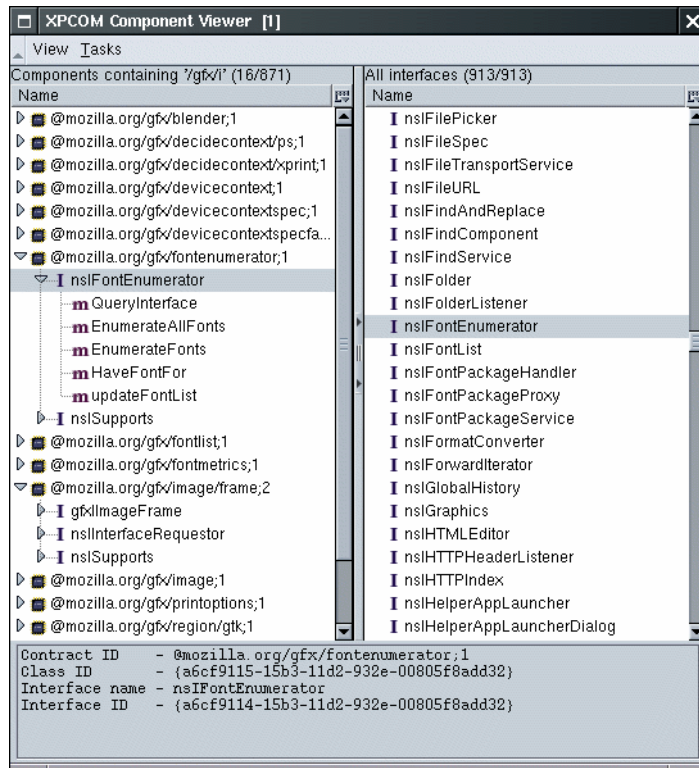 XPCOM Component Viewer [1]
View Tasks
Components containing '/gfx/i' (16/871)
Name
@mozilla.org/gfx/blender;1
@mozilla.org/gfx/decidecontext/ps;1
@mozilla.org/gfx/decidecontext/xprint;1
@mozilla.org/gfx/devicecontext;1
@mozilla.org/gfx/devicecontextspec;1
@mozilla.org/gfx/devicecontextspecfa...
@mozilla.org/gfx/fontenumerator;1
I nsIFontEnumerator
m QueryInterface
m EnumerateAllFonts
m EnumerateFonts
m HaveFontFor
m updateFontList
I nsISupports
@mozilla.org/gfx/fontlist;1
@mozilla.org/gfx/fontmetrics;1
@mozilla.org/gfx/image/frame;2
I gfxIImageFrame
I nsIInterfaceRequestor
I nsISupports
@mozilla.org/gfx/image;1
@mozilla.org/gfx/printoptions;1
@mozilla.org/gfx/region/gtk;1
All interfaces (913/913)
Name
I nsIFilePicker
I nsIFileSpec
I nsIFileTransportService
I nsIFileURL
I nsIFindAndReplace
I nsIFindComponent
I nsIFindService
I nsIFolder
I nsIFolderListener
I nsIFontEnumerator
I nsIFontList
I nsIFontPackageHandler
I nsIFontPackageProxy
I nsIFontPackageService
I nsIFormatConverter
I nsIForwardIterator
I nsIGlobalHistory
I nsIGraphics
I nsIHTMLEditor
I nsIHTTPHeaderListener
I nsIHTTPIndex
I nsIHelperAppLauncher
I nsIHelperAppLauncherDialog
Contract ID - @mozilla.org/gfx/fontenumerator;1
Class ID - {a6cf9115-15b3-11d2-932e-00805f8add32}
Interface name - nsIFontEnumerator
Interface ID - {a6cf9114-15b3-11d2-932e-00805f8add32}